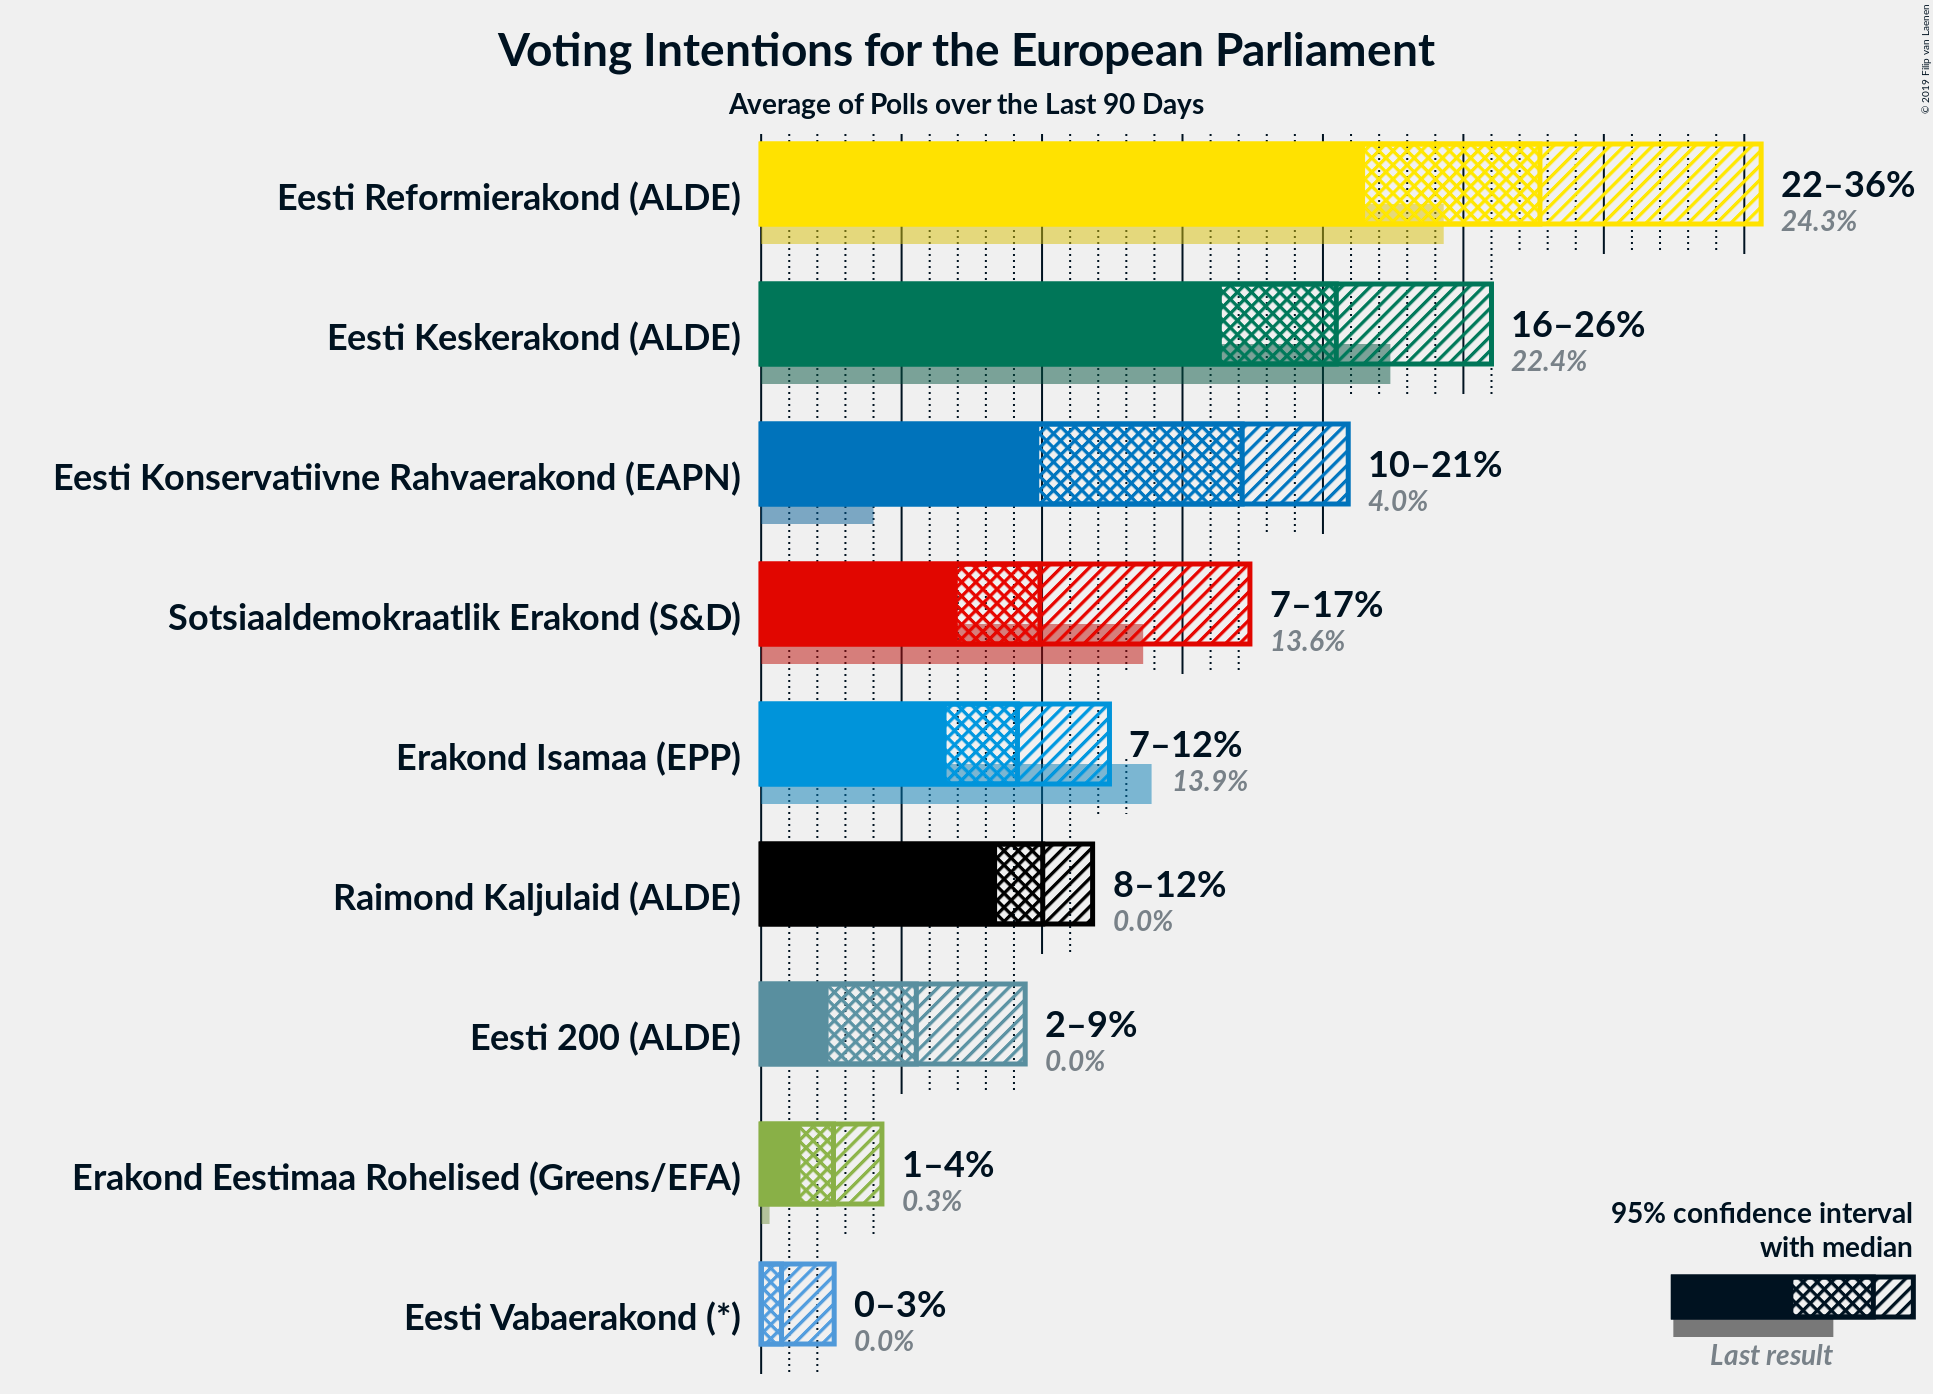 Voting Intentions for the European Parliament
Average of Polls over the Last 90 Days
© 2019 Filip van Laenen
Eesti Reformierakond (ALDE)
22–36%
24.3%
Eesti Keskerakond (ALDE)
16–26%
22.4%
Eesti Konservatiivne Rahvaerakond (EAPN)
10–21%
4.0%
Sotsiaaldemokraatlik Erakond (S&D)
7–17%
13.6%
Erakond Isamaa (EPP)
7–12%
13.9%
Raimond Kaljulaid (ALDE)
8–12%
0.0%
Eesti 200 (ALDE)
2–9%
0.0%
Erakond Eestimaa Rohelised (Greens/EFA)
1–4%
0.3%
Eesti Vabaerakond (*)
0–3%
0.0%
95% confidence interval
with median
Last result